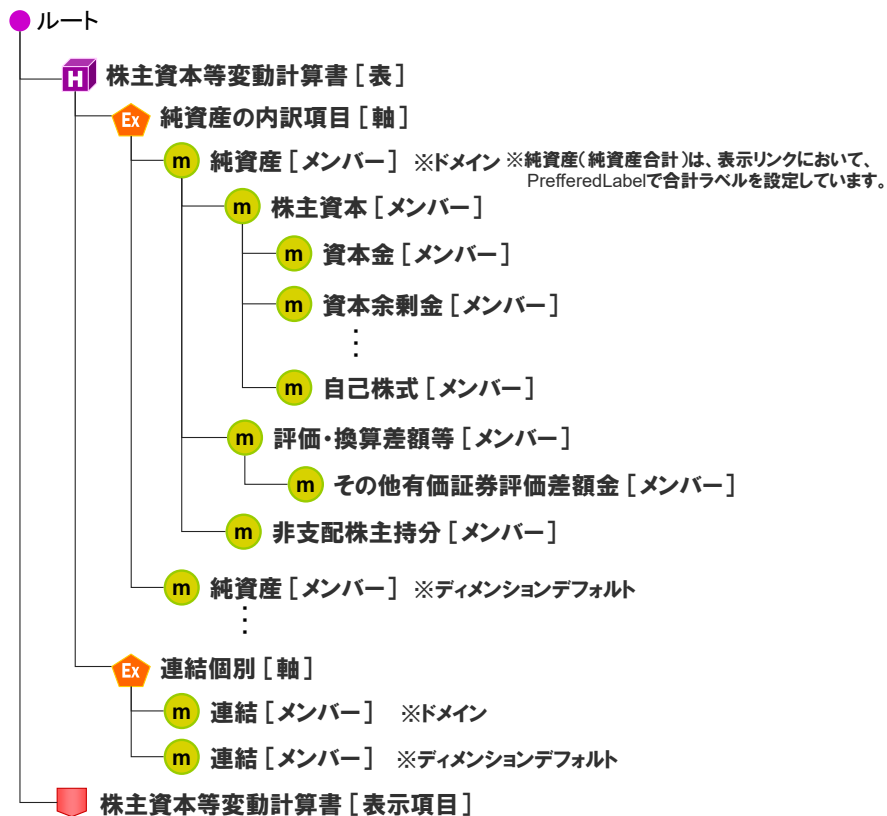 ルート
H 株主資本等変動計算書[表]
Ex 純資産の内訳項目[軸]
m 純資産[メンバー] ※ドメイン ※純資産(純資産合計)は、表示リンクにおいて、
PrefferedLabelで合計ラベルを設定しています。
m 株主資本[メンバー]
m 資本金[メンバー]
m 資本余剰金[メンバー]
⋮
m 自己株式[メンバー]
m 評価・換算差額等[メンバー]
m その他有価証券評価差額金[メンバー]
m 非支配株主持分[メンバー]
m 純資産[メンバー] ※ディメンションデフォルト
⋮
Ex 連結個別[軸]
m 連結[メンバー] ※ドメイン
m 連結[メンバー] ※ディメンションデフォルト
株主資本等変動計算書[表示項目]